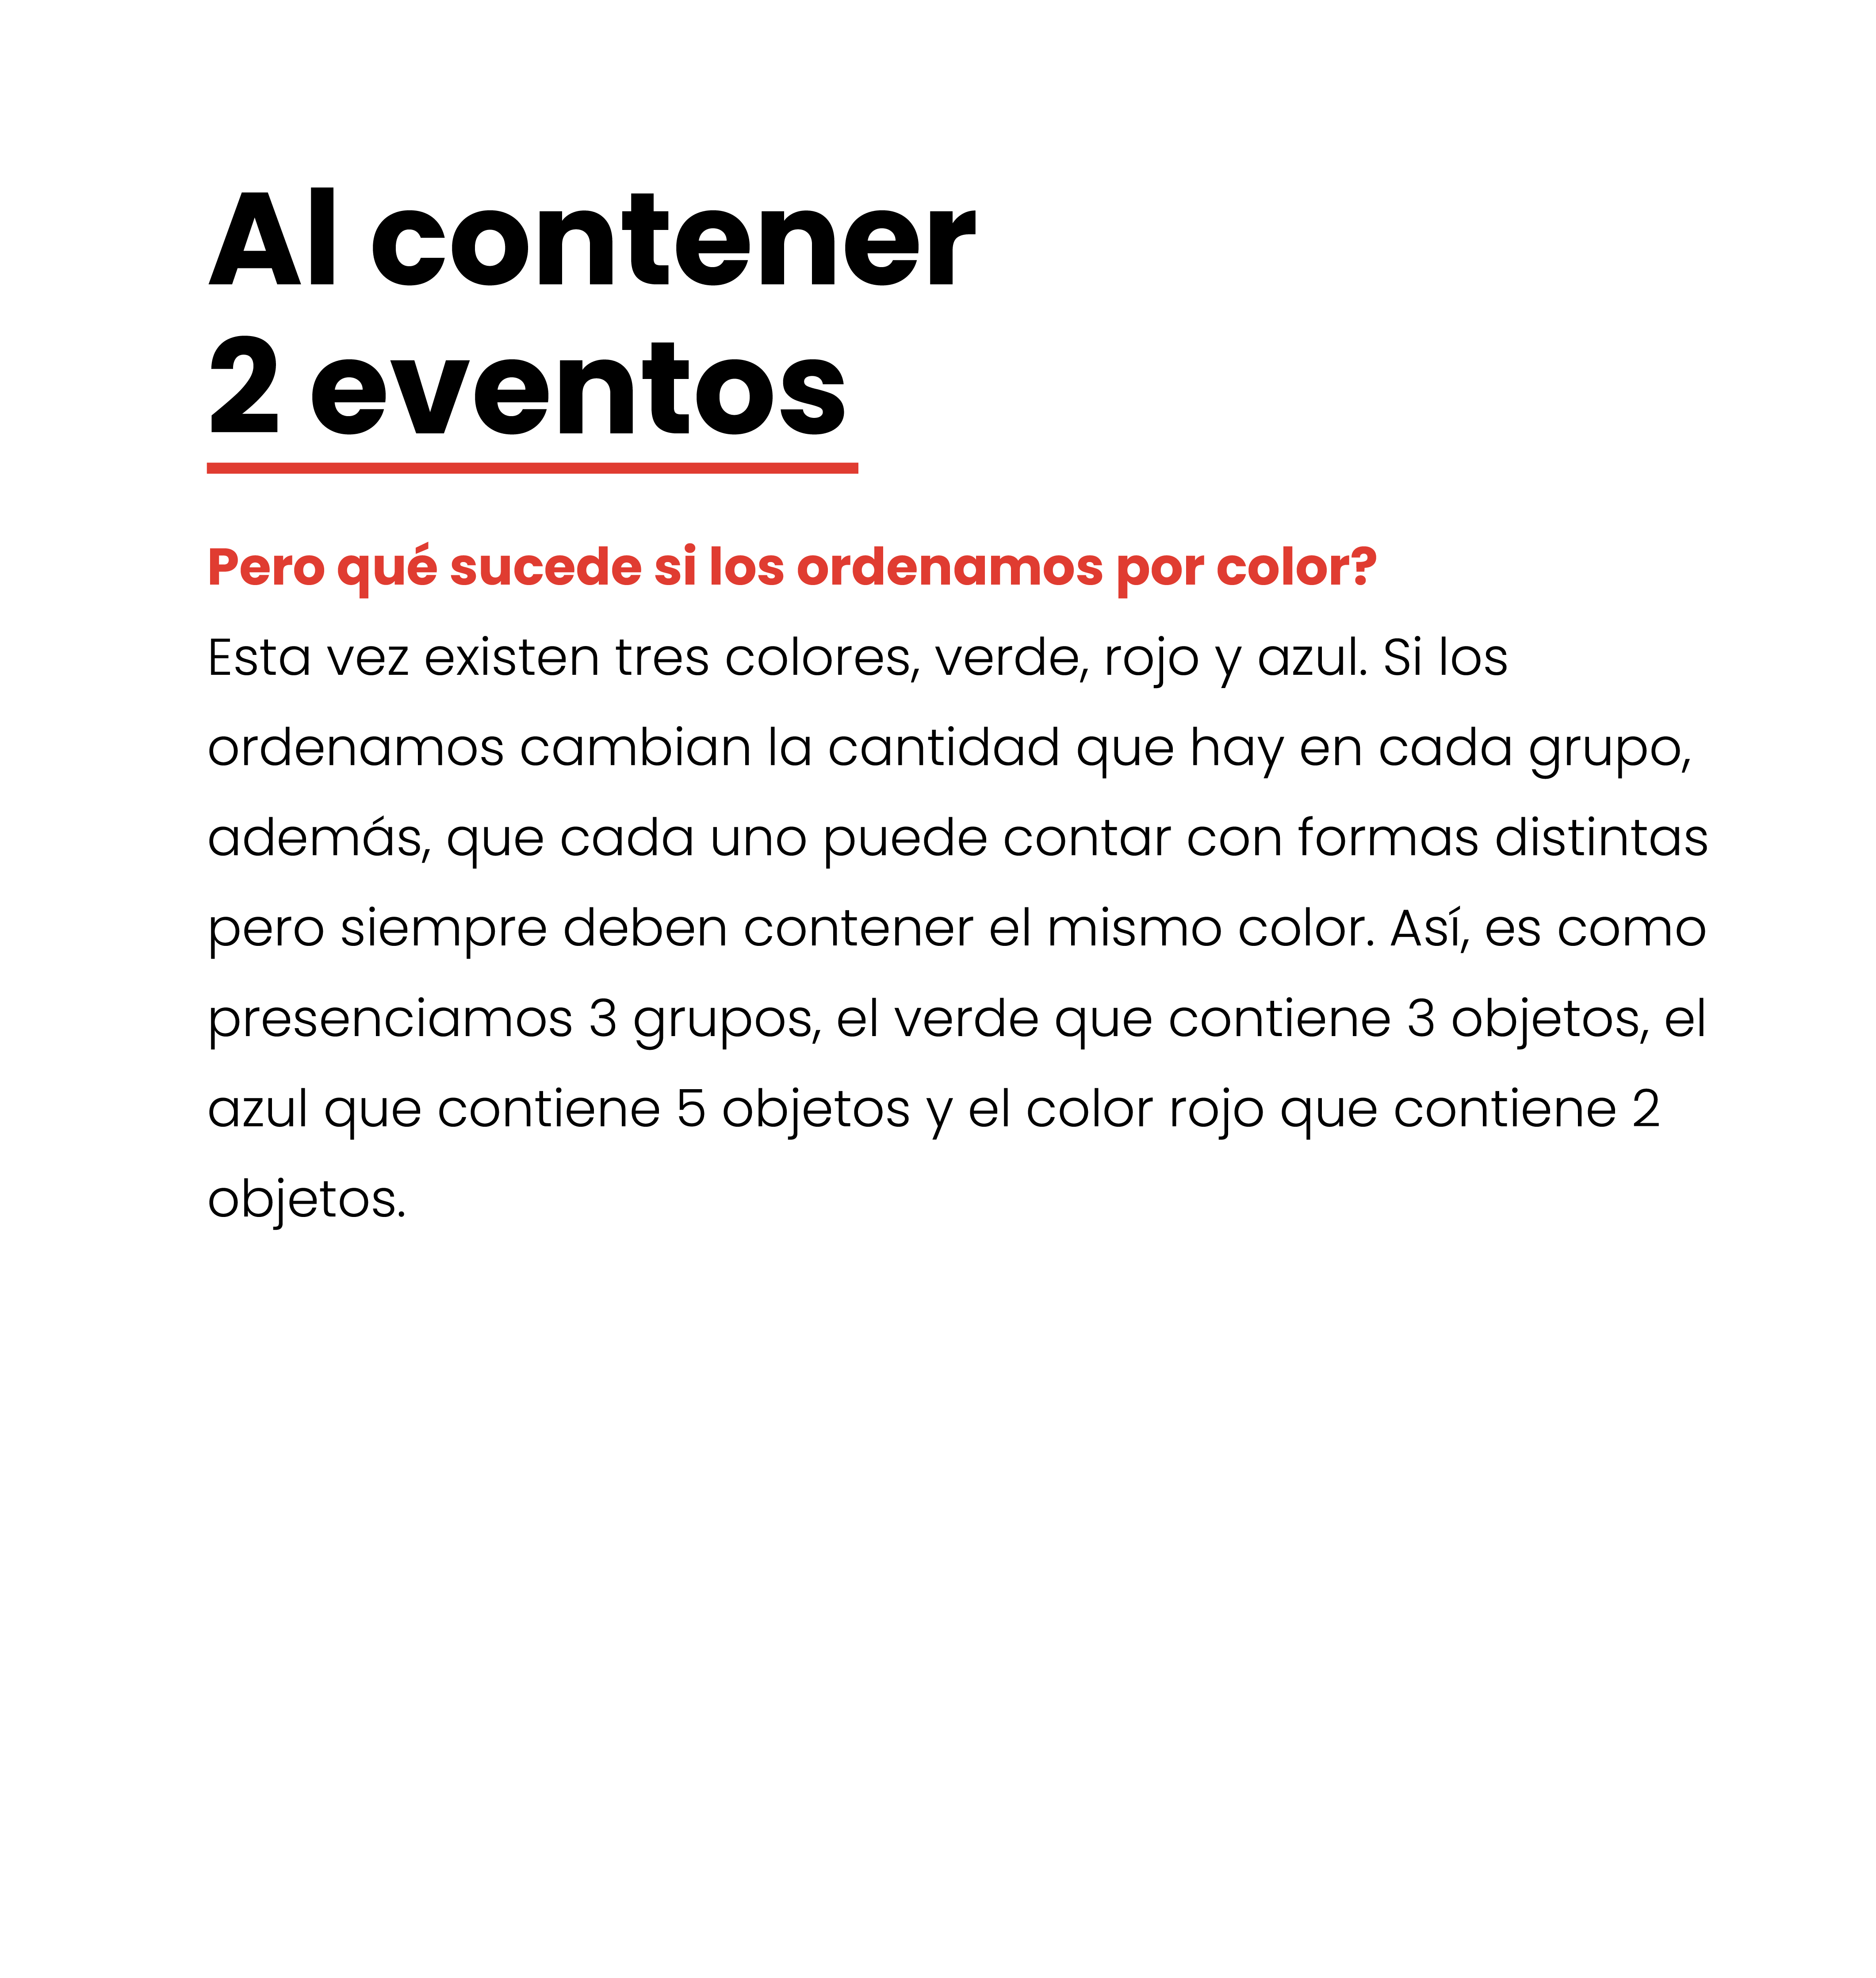 Al contener
2 eventos
Pero qué sucede si los ordenamos por color?
Esta vez existen tres colores, verde, rojo y azul. Si los
ordenamos cambian la cantidad que hay en cada grupo,
además, que cada uno puede contar con formas distintas
pero siempre deben contener el mismo color. Así, es como
presenciamos 3 grupos, el verde que contiene 3 objetos, el
azul que contiene 5 objetos y el color rojo que contiene 2
objetos.